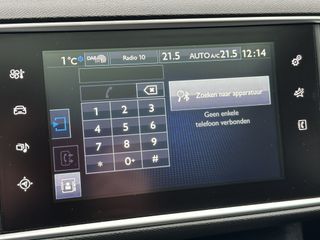 1°C DAB Radio 10 21.5 AUTO A/C 21.5 12:14
Zoeken naar apparatuur
Geen enkele
telefoon verbonden
1 2 3
4 5 6
7 8 9
* 0+ #